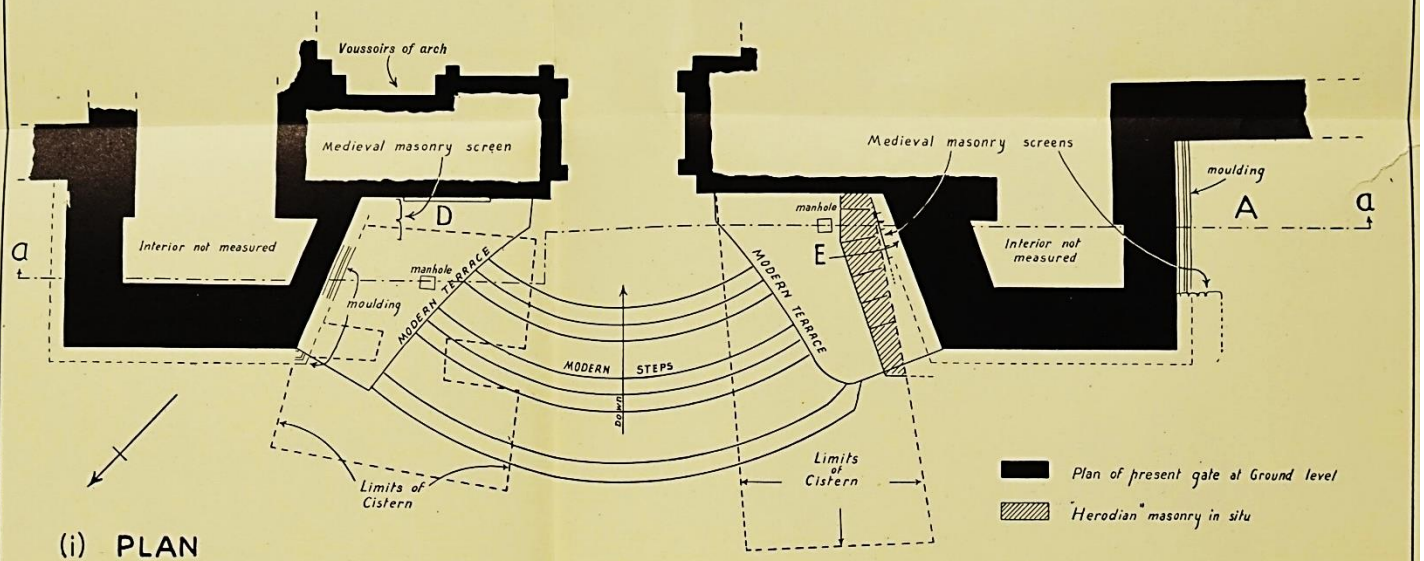 Voussoirs of arch
Medieval masonry screen
Medieval masonry screens
moulding
A
a
a
D
manhole
Interior not measured
Interior not
measured
E
manhole
moulding
MODERN TERRACE
MODERN TERRACE
MODERN STEPS
Down
Limits of
Cistern
Limits
of
Cistern
Plan of present gate at Ground level
"Herodian" masonry in situ
(i) PLAN